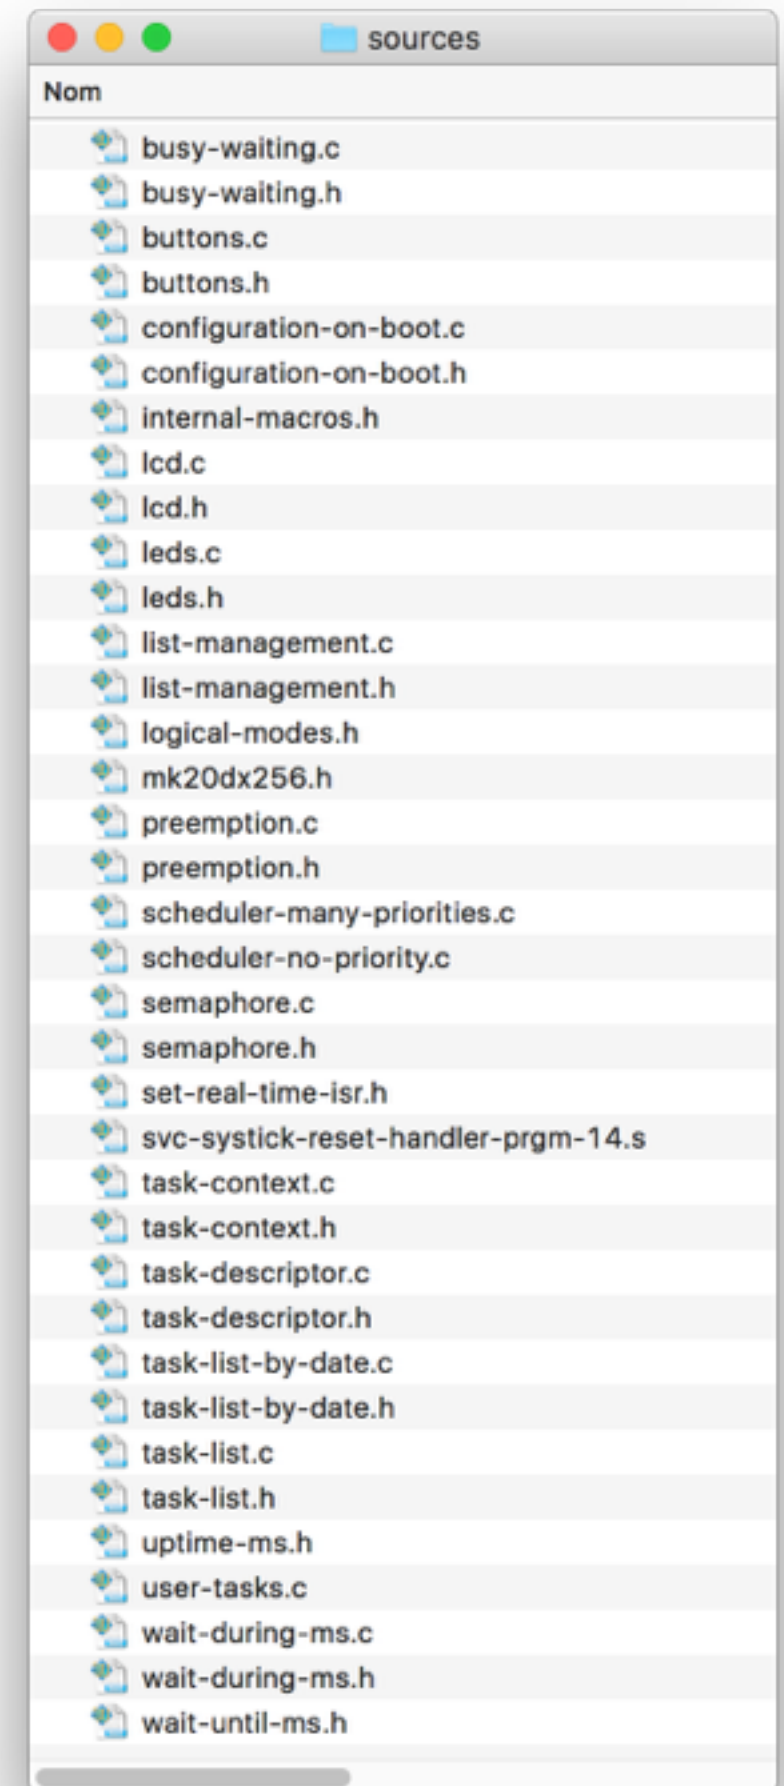 sources
Nom
busy-waiting.c
busy-waiting.h
buttons.c
buttons.h
configuration-on-boot.c
configuration-on-boot.h
internal-macros.h
lcd.c
lcd.h
leds.c
leds.h
list-management.c
list-management.h
logical-modes.h
mk20dx256.h
preemption.c
preemption.h
scheduler-many-priorities.c
scheduler-no-priority.c
semaphore.c
semaphore.h
set-real-time-isr.h
svc-systick-reset-handler-prgm-14.s
task-context.c
task-context.h
task-descriptor.c
task-descriptor.h
task-list-by-date.c
task-list-by-date.h
task-list.c
task-list.h
uptime-ms.h
user-tasks.c
wait-during-ms.c
wait-during-ms.h
wait-until-ms.h